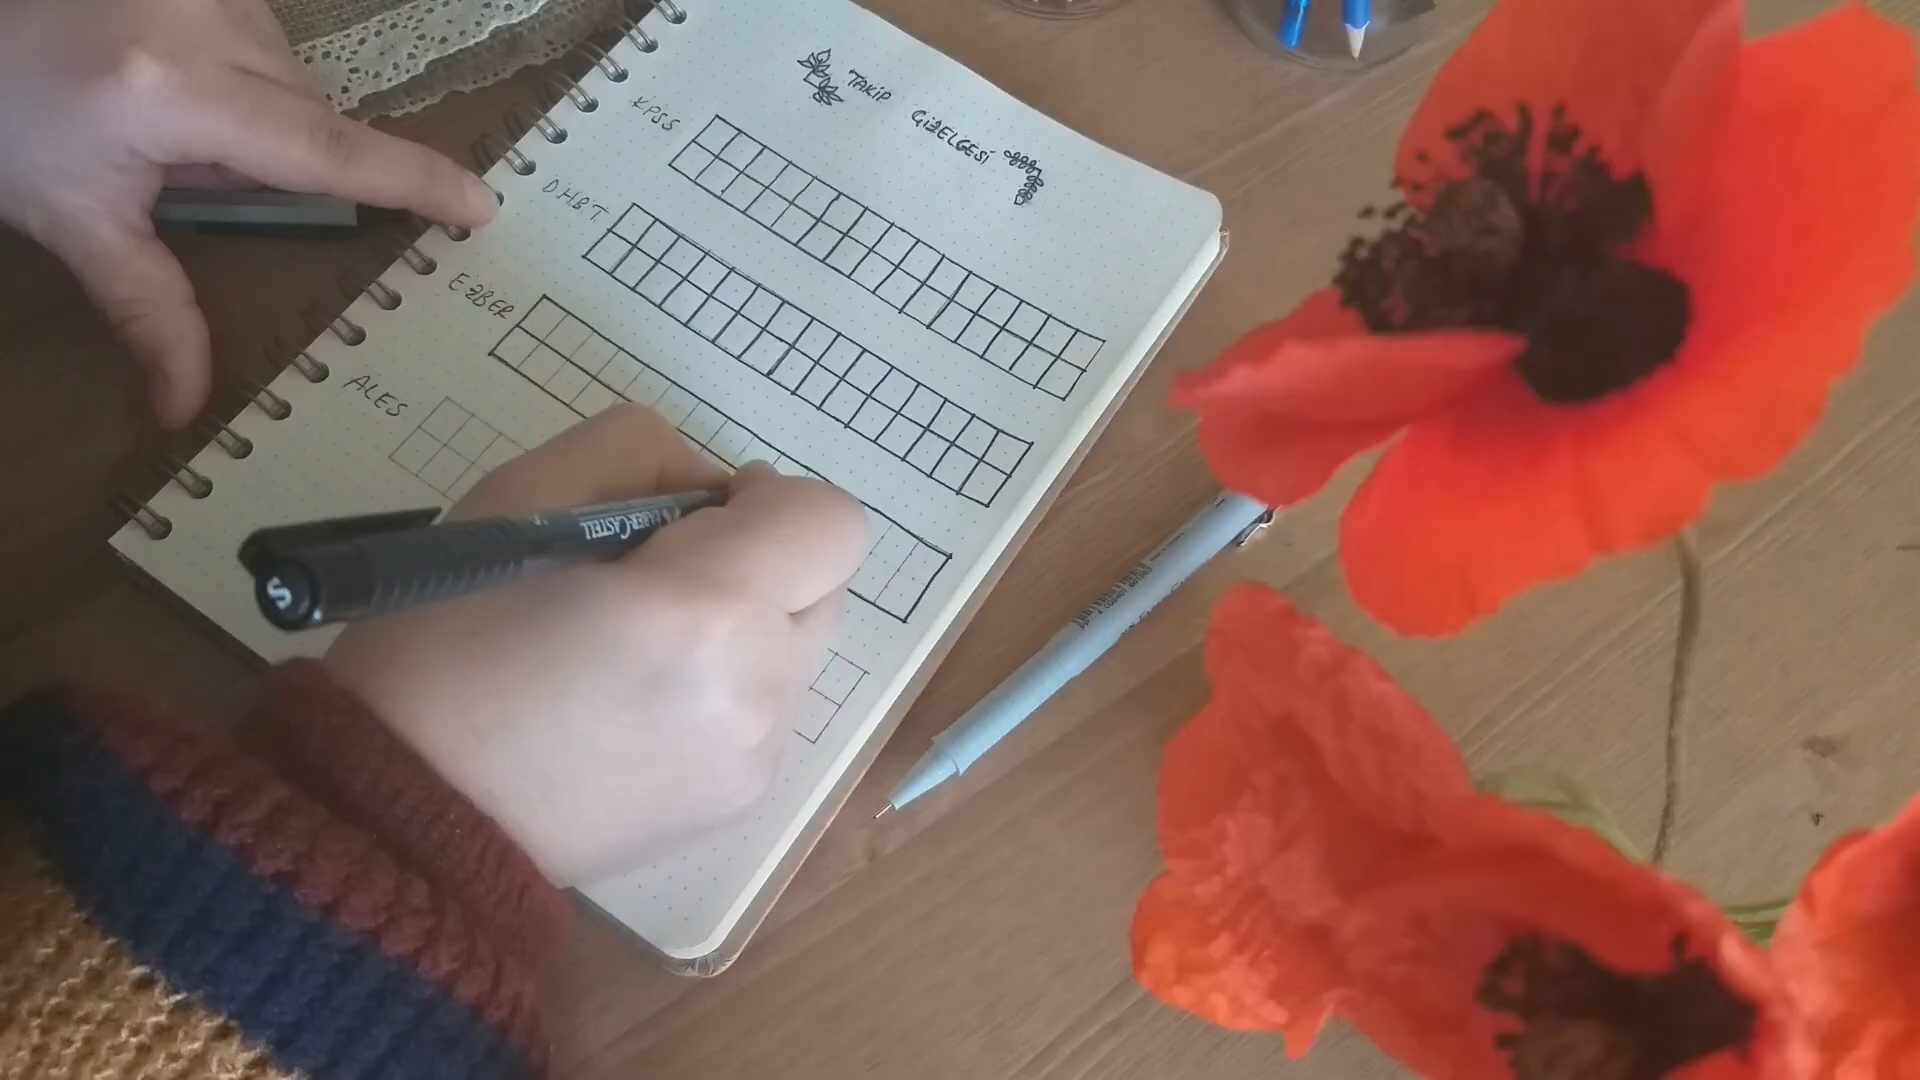 TAKİP
ÇİZELGESİ
KPSS
DHBT
EZBER
ALES
FABER-CASTELL
S